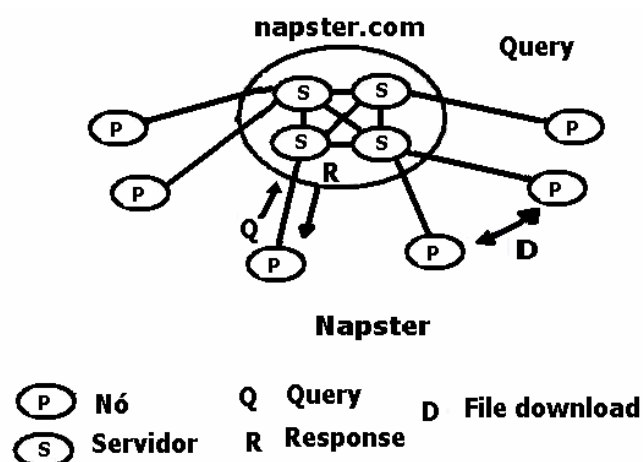 napster.com
Query
S S
P P
S S
P R P
Q
P P D
Napster
P Nó Q Query D File download
S Servidor R Response